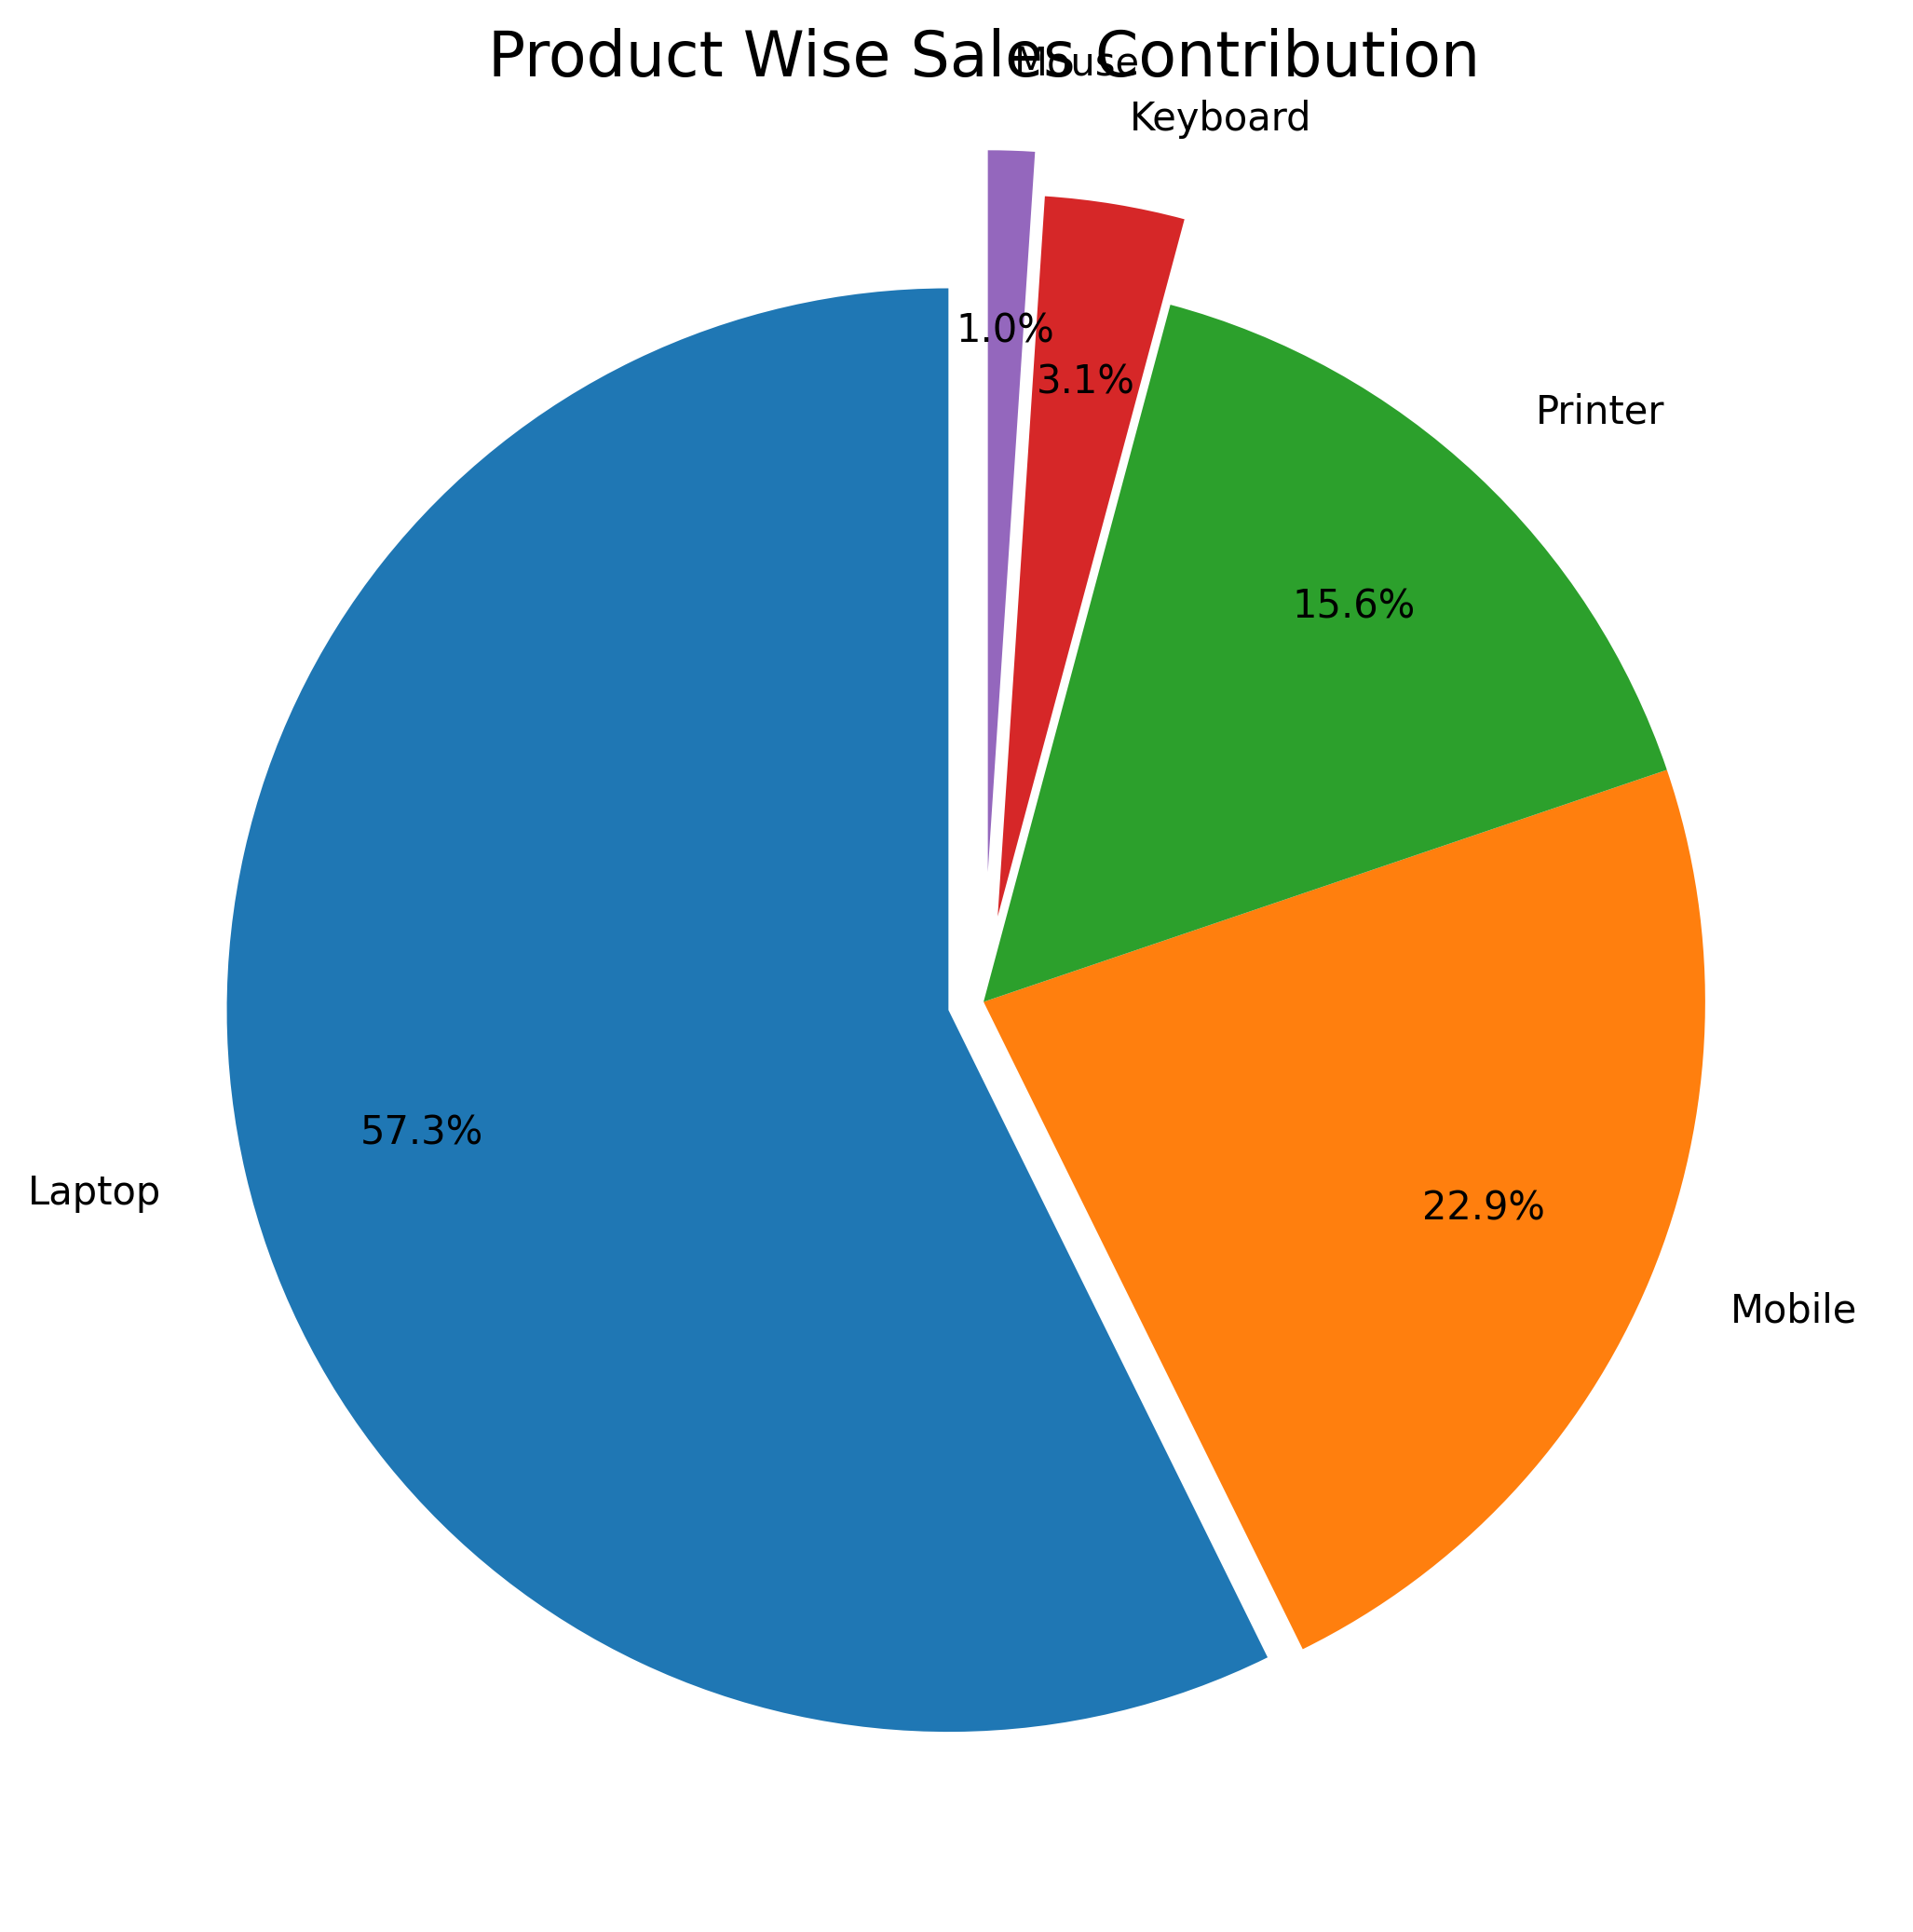 Product Wise Sales Contribution
Mouse
Keyboard
1.0%
3.1%
Printer
15.6%
57.3%
Laptop
22.9%
Mobile